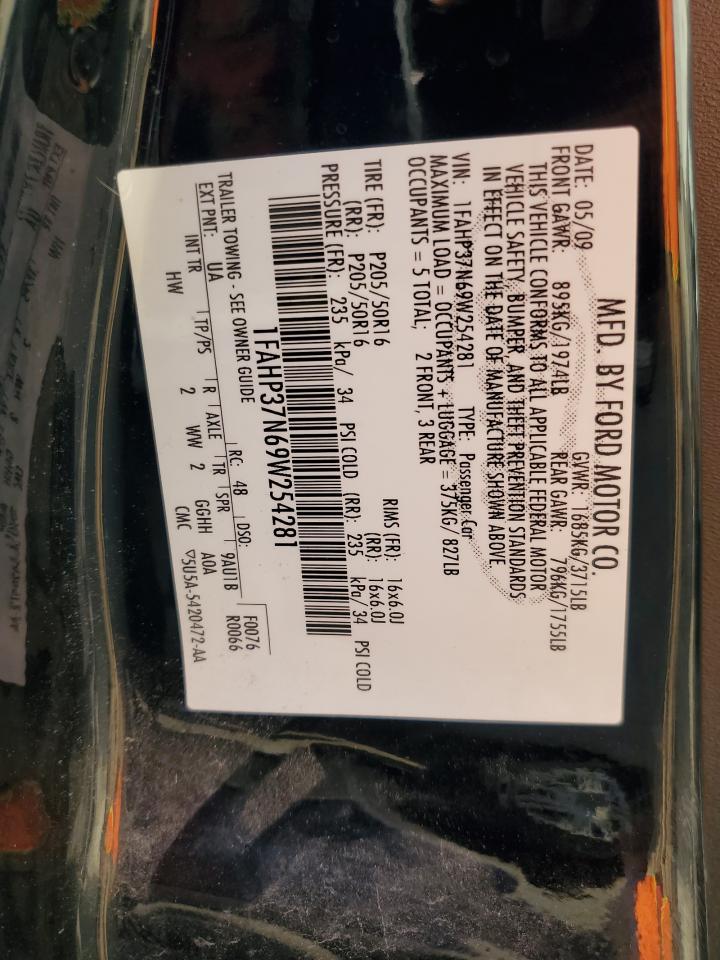 MFD. BY FORD MOTOR CO.
DATE: 05/09 GVWR: 1685KG/3715LB
FRONT GAWR: 895KG/1974LB REAR GAWR: 796KG/1755LB
THIS VEHICLE CONFORMS TO ALL APPLICABLE FEDERAL MOTOR
VEHICLE SAFETY, BUMPER, AND THEFT PREVENTION STANDARDS
IN EFFECT ON THE DATE OF MANUFACTURE SHOWN ABOVE.
VIN: 1FAHP37N69W254281 TYPE: Passenger Car
MAXIMUM LOAD = OCCUPANTS + LUGGAGE = 375KG/ 827LB
OCCUPANTS = 5 TOTAL; 2 FRONT, 3 REAR
TIRE (FR): P205/50R16 RIMS (FR): 16x6.0J
(RR): P205/50R16 (RR): 16x6.0J
PRESSURE (FR): 235 kPa/ 34 PSI COLD (RR): 235 kPa/34 PSI COLD
1FAHP37N69W254281
TRAILER TOWING - SEE OWNER GUIDE
EXT PNT: UA RC: 48 DSO: F0076
R0066
INT TR TP/PS R AXLE TR SPR 9AU1B
HW 2 WW 2 GGHH A0A
CMC ▽5U5A-5420472-AA